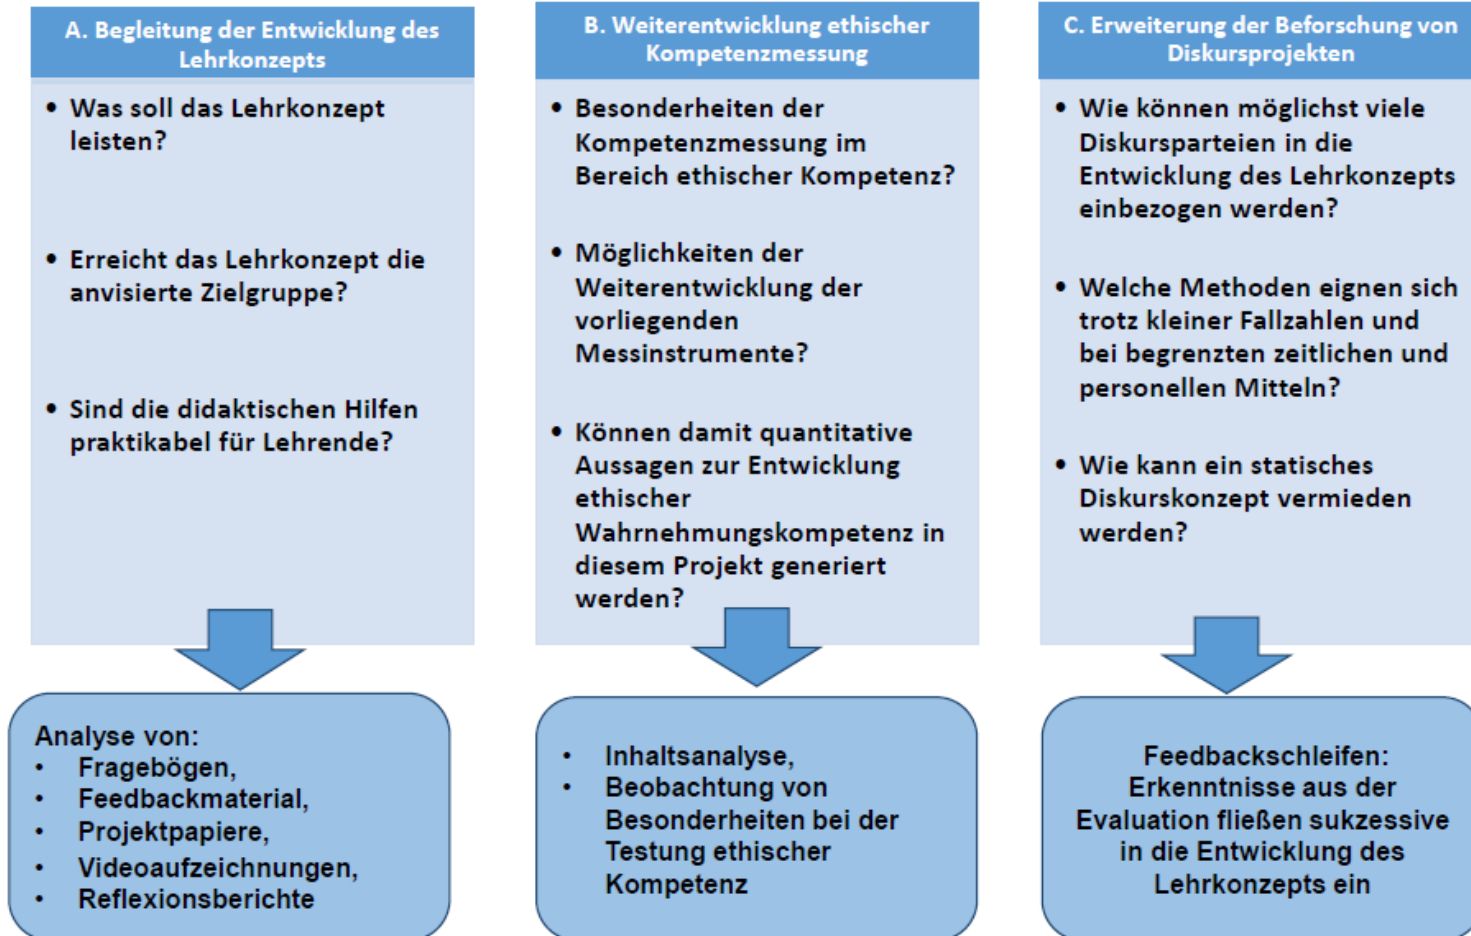 A. Begleitung der Entwicklung des
Lehrkonzepts
• Was soll das Lehrkonzept
leisten?
• Erreicht das Lehrkonzept die
anvisierte Zielgruppe?
• Sind die didaktischen Hilfen
praktikabel für Lehrende?
Analyse von:
• Fragebögen,
• Feedbackmaterial,
• Projektpapiere,
• Videoaufzeichnungen,
• Reflexionsberichte
B. Weiterentwicklung ethischer
Kompetenzmessung
• Besonderheiten der
Kompetenzmessung im
Bereich ethischer Kompetenz?
• Möglichkeiten der
Weiterentwicklung der
vorliegenden
Messinstrumente?
• Können damit quantitative
Aussagen zur Entwicklung
ethischer
Wahrnehmungskompetenz in
diesem Projekt generiert
werden?
• Inhaltsanalyse,
• Beobachtung von
Besonderheiten bei der
Testung ethischer
Kompetenz
C. Erweiterung der Beforschung von
Diskursprojekten
• Wie können möglichst viele
Diskursparteien in die
Entwicklung des Lehrkonzepts
einbezogen werden?
• Welche Methoden eignen sich
trotz kleiner Fallzahlen und
bei begrenzten zeitlichen und
personellen Mitteln?
• Wie kann ein statisches
Diskurskonzept vermieden
werden?
Feedbackschleifen:
Erkenntnisse aus der
Evaluation fließen sukzessive
in die Entwicklung des
Lehrkonzepts ein